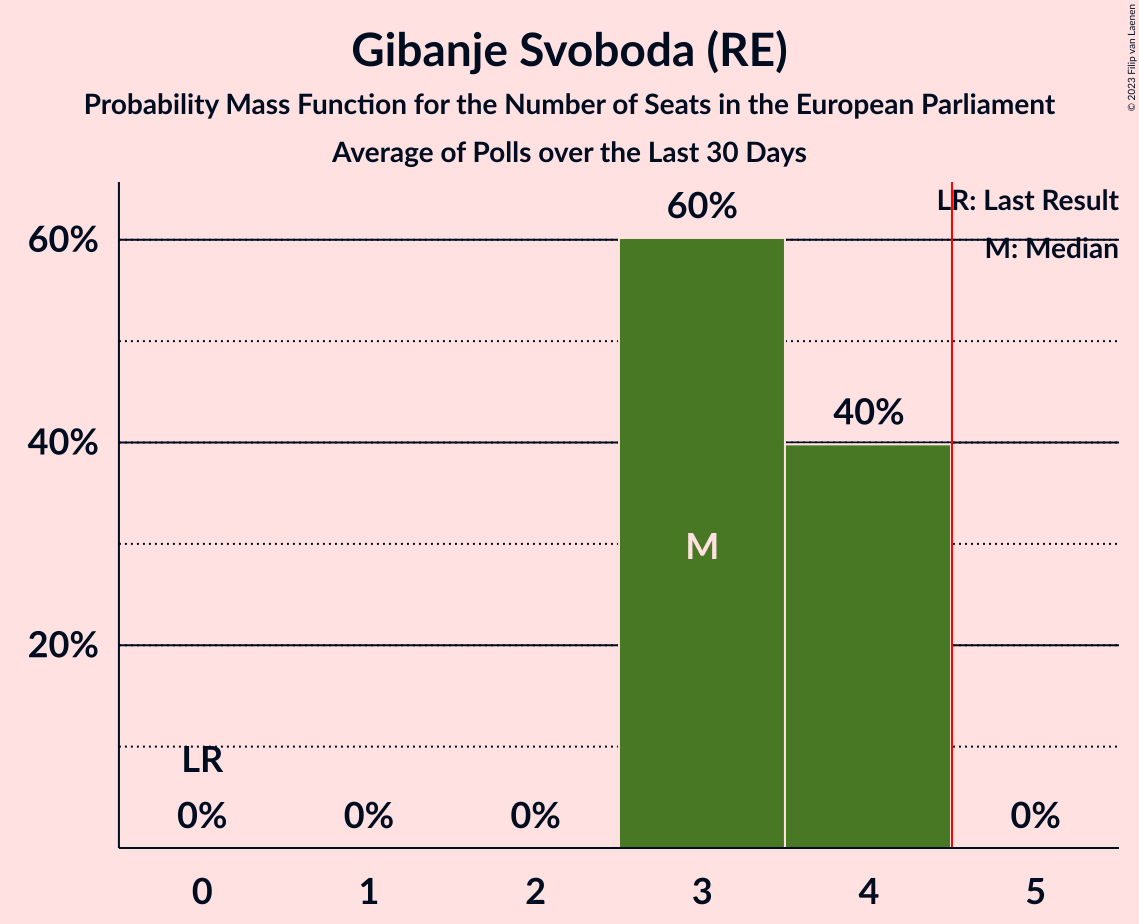 Gibanje Svoboda (RE)
Probability Mass Function for the Number of Seats in the European Parliament
Average of Polls over the Last 30 Days
© 2023 Filip van Laenen
LR: Last Result
M: Median
60%
40%
20%
60%
40%
M
LR
0%
0%
0%
0%
0
1
2
3
4
5